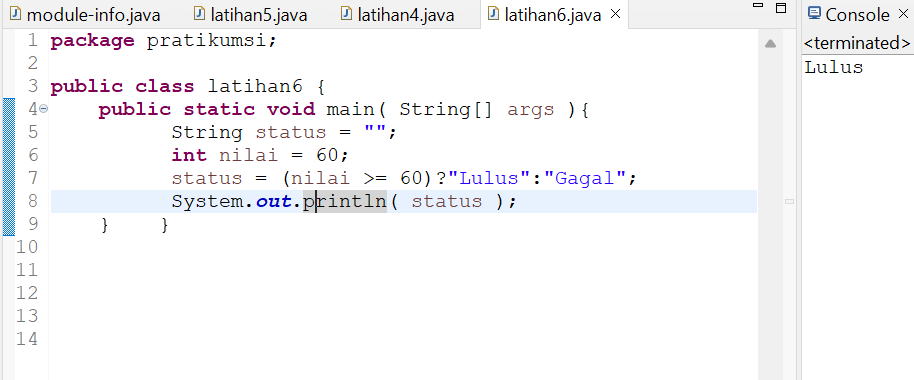 module-info.java latihan5.java latihan4.java latihan6.java
1 package pratikumsi;
2
3 public class latihan6 {
4 public static void main( String[] args ){
5 String status = "";
6 int nilai = 60;
7 status = (nilai >= 60)?"Lulus":"Gagal";
8 System.out.println( status );
9 } }
10
11
12
13
14
Console
<terminated>
Lulus